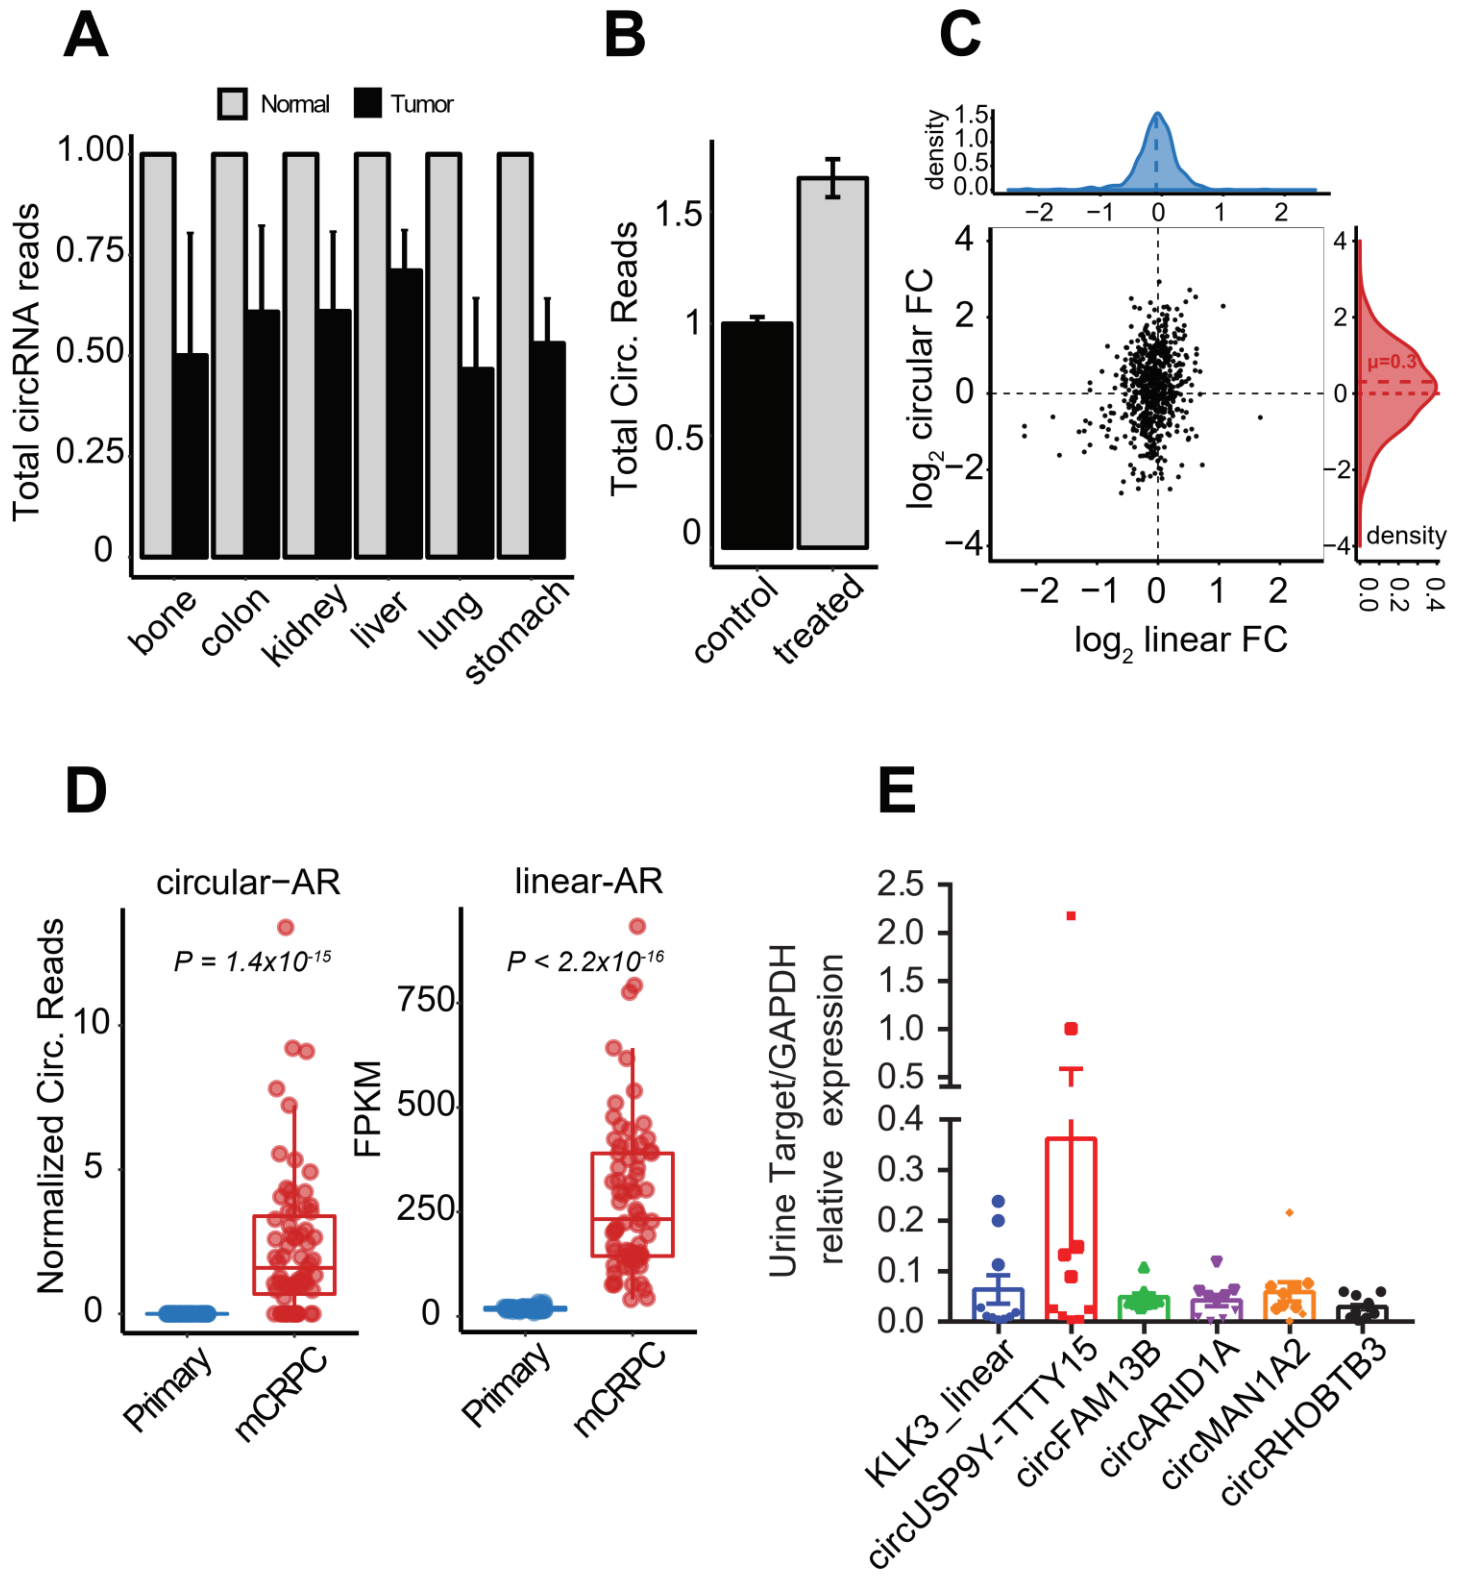 A
Normal
Tumor
Total circRNA reads
1.00
0.75
0.50
0.25
0
bone
colon
kidney
liver
lung
stomach
B
Total Circ. Reads
1.5
1
0.5
0
control
treated
C
density
1.5
1.0
0.5
0.0
−2
−1
0
1
2
log2 circular FC
4
2
0
−2
−4
−2
−1
0
1
2
log2 linear FC
4
2
0
−2
−4
μ=0.3
density
0.0
0.2
0.4
D
circular−AR
P = 1.4x10-15
Normalized Circ. Reads
10
5
0
Primary
mCRPC
linear-AR
P < 2.2x10-16
FPKM
750
500
250
0
Primary
mCRPC
E
Urine Target/GAPDH
relative expression
2.5
2.0
1.5
1.0
0.5
0.4
0.3
0.2
0.1
0.0
KLK3_linear
circUSP9Y-TTTY15
circFAM13B
circARID1A
circMAN1A2
circRHOBTB3